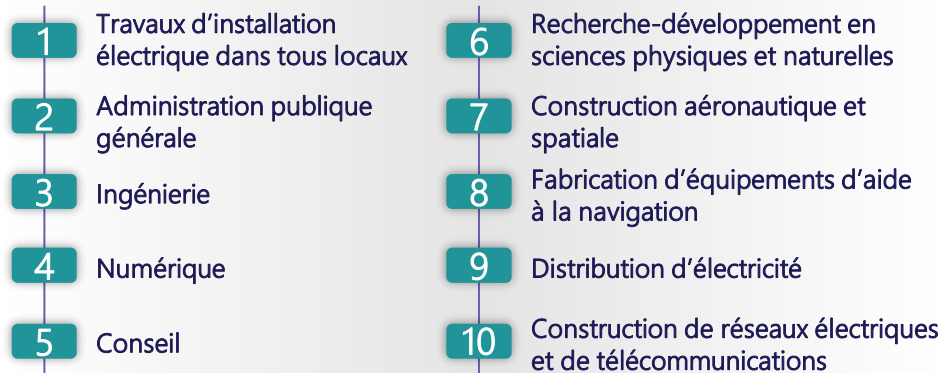 1
Travaux d’installation
électrique dans tous locaux
2
Administration publique
générale
3
Ingénierie
4
Numérique
5
Conseil
6
Recherche-développement en
sciences physiques et naturelles
7
Construction aéronautique et
spatiale
8
Fabrication d’équipements d’aide
à la navigation
9
Distribution d’électricité
10
Construction de réseaux électriques
et de télécommunications